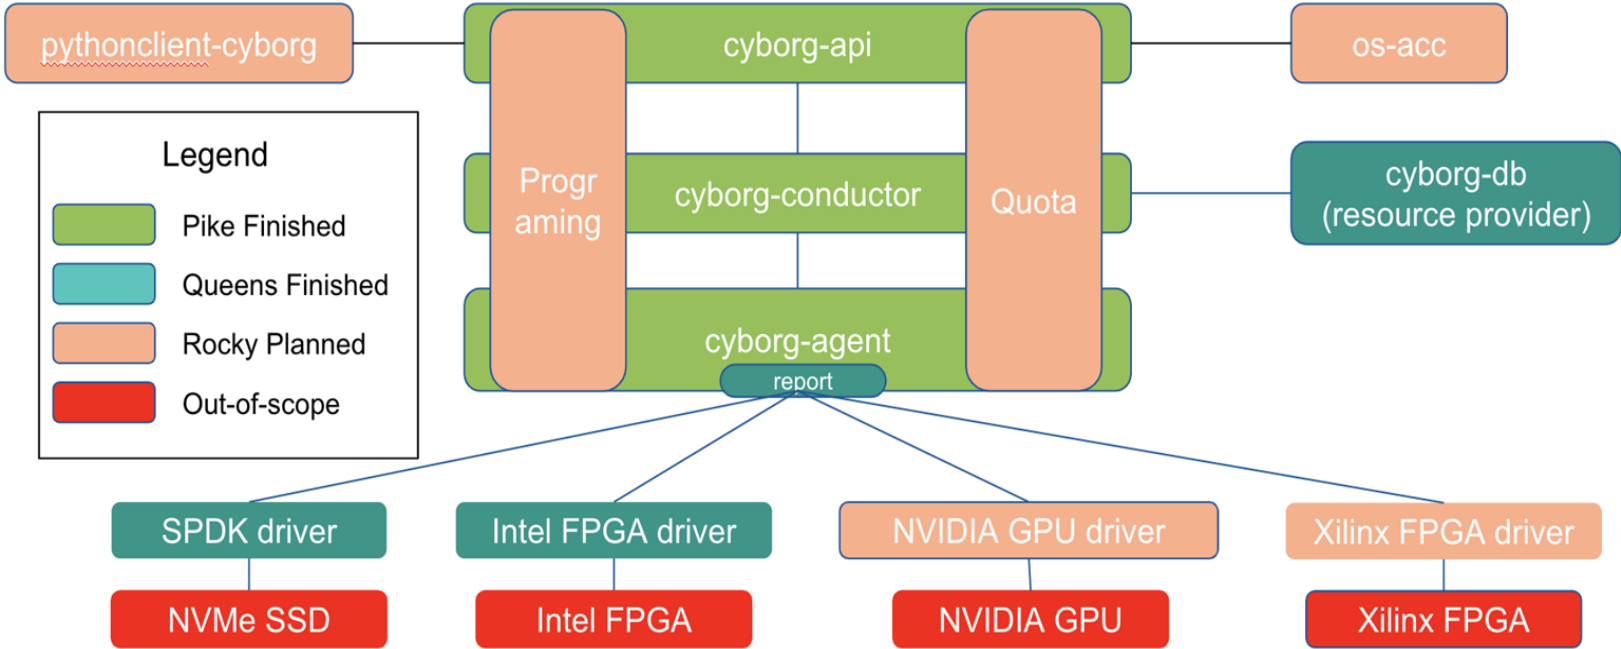 pythonclient-cyborg
cyborg-api
os-acc
Legend
Pike Finished
Queens Finished
Rocky Planned
Out-of-scope
Progr
aming
cyborg-conductor
Quota
cyborg-db
(resource provider)
cyborg-agent
report
SPDK driver
Intel FPGA driver
NVIDIA GPU driver
Xilinx FPGA driver
NVMe SSD
Intel FPGA
NVIDIA GPU
Xilinx FPGA